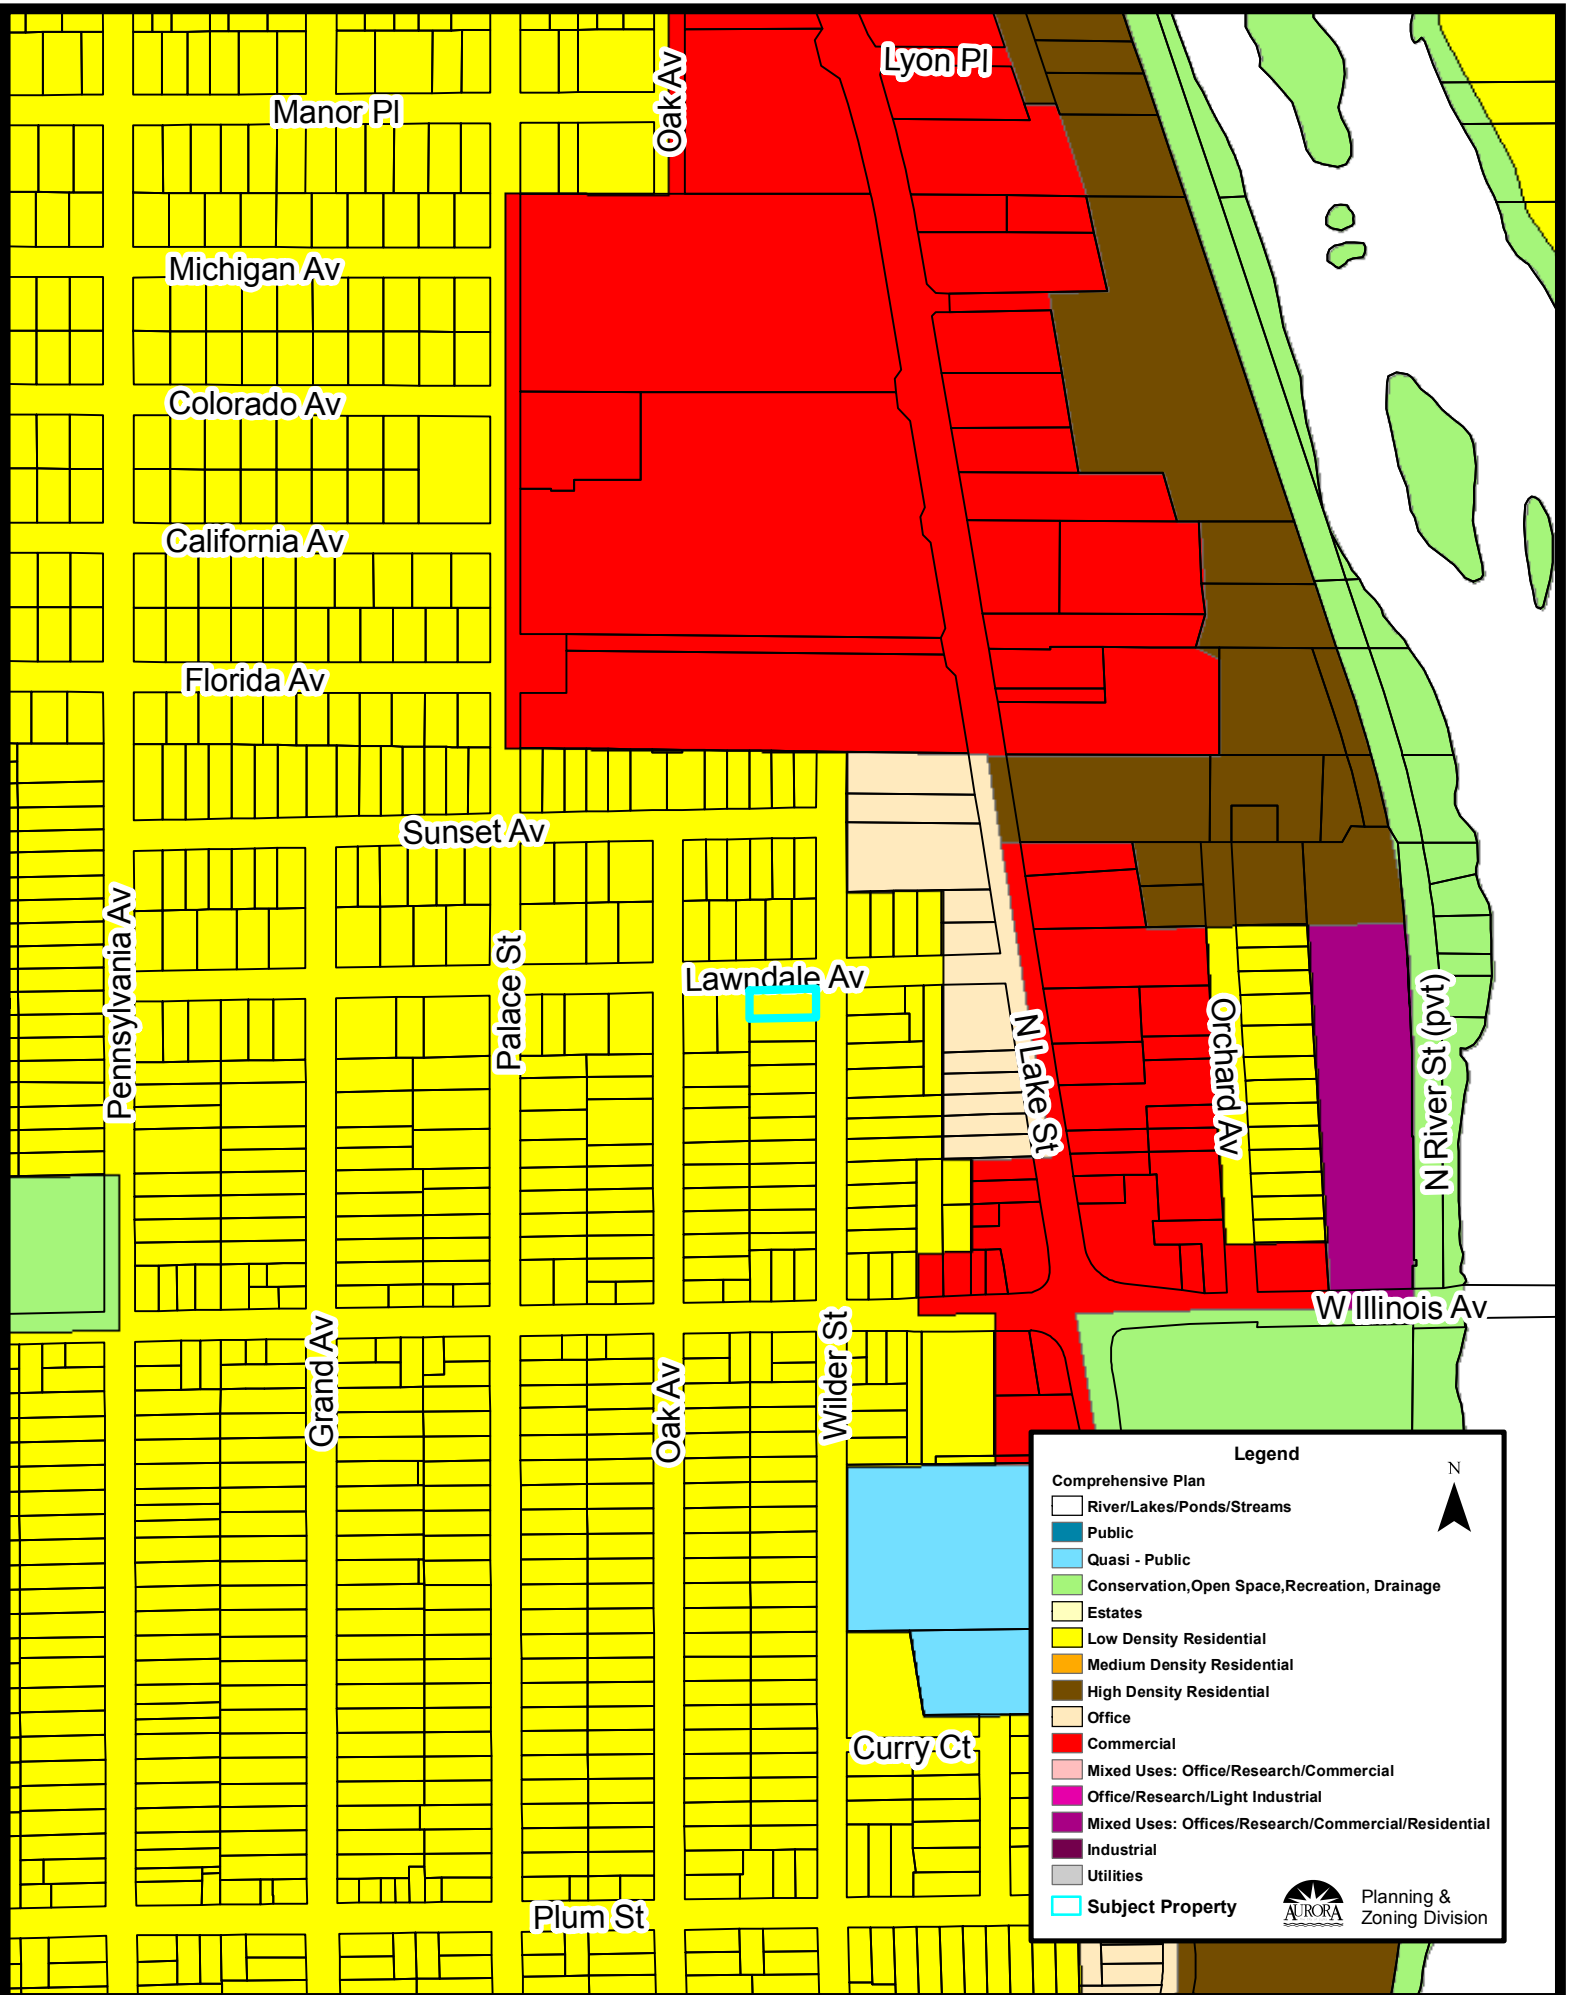 Lyon Pl
Oak Av
Manor Pl
Michigan Av
Colorado Av
California Av
Florida Av
Sunset Av
Pennsylvania Av
Palace St
Lawndale Av
N Lake St
Orchard Av
N River St (pvt)
W Illinois Av
Grand Av
Oak Av
Wilder St
Curry Ct
Plum St
Legend
N
Comprehensive Plan
River/Lakes/Ponds/Streams
Public
Quasi - Public
Conservation,Open Space,Recreation, Drainage
Estates
Low Density Residential
Medium Density Residential
High Density Residential
Office
Commercial
Mixed Uses: Office/Research/Commercial
Office/Research/Light Industrial
Mixed Uses: Offices/Research/Commercial/Residential
Industrial
Utilities
Subject Property
AURORA
Planning &
Zoning Division